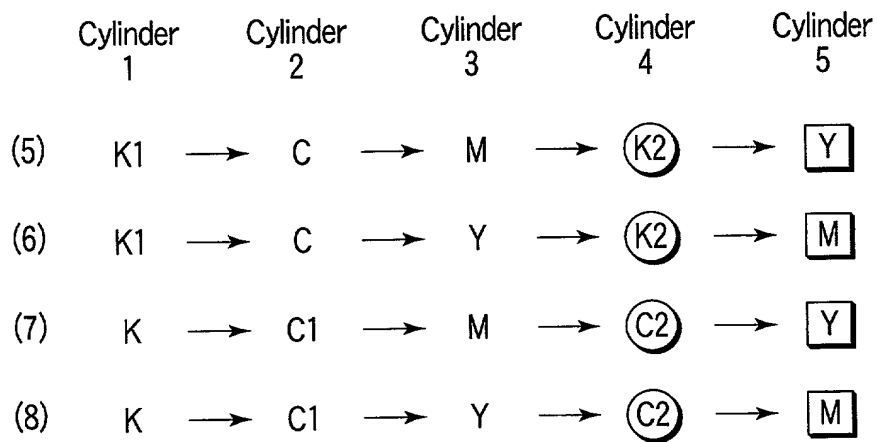 Cylinder 1 Cylinder 2 Cylinder 3 Cylinder 4 Cylinder 5
(5) K1 → C → M → K2 → Y
(6) K1 → C → Y → K2 → M
(7) K → C1 → M → C2 → Y
(8) K → C1 → Y → C2 → M